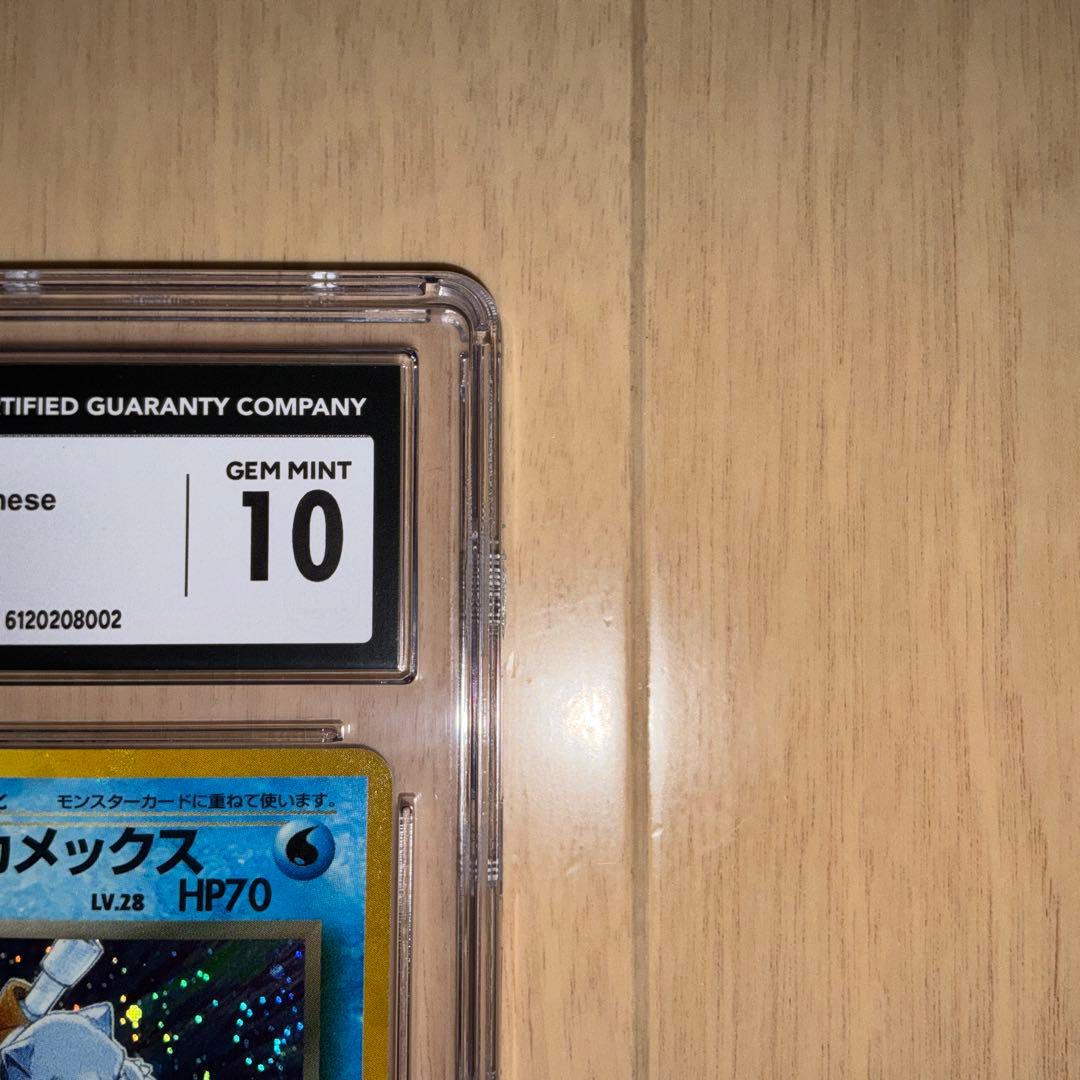 TIFIED GUARANTY COMPANY
GEM MINT
nese
10
6120208002
モンスターカードに重ねて使います。
カメックス
LV.28 HP70